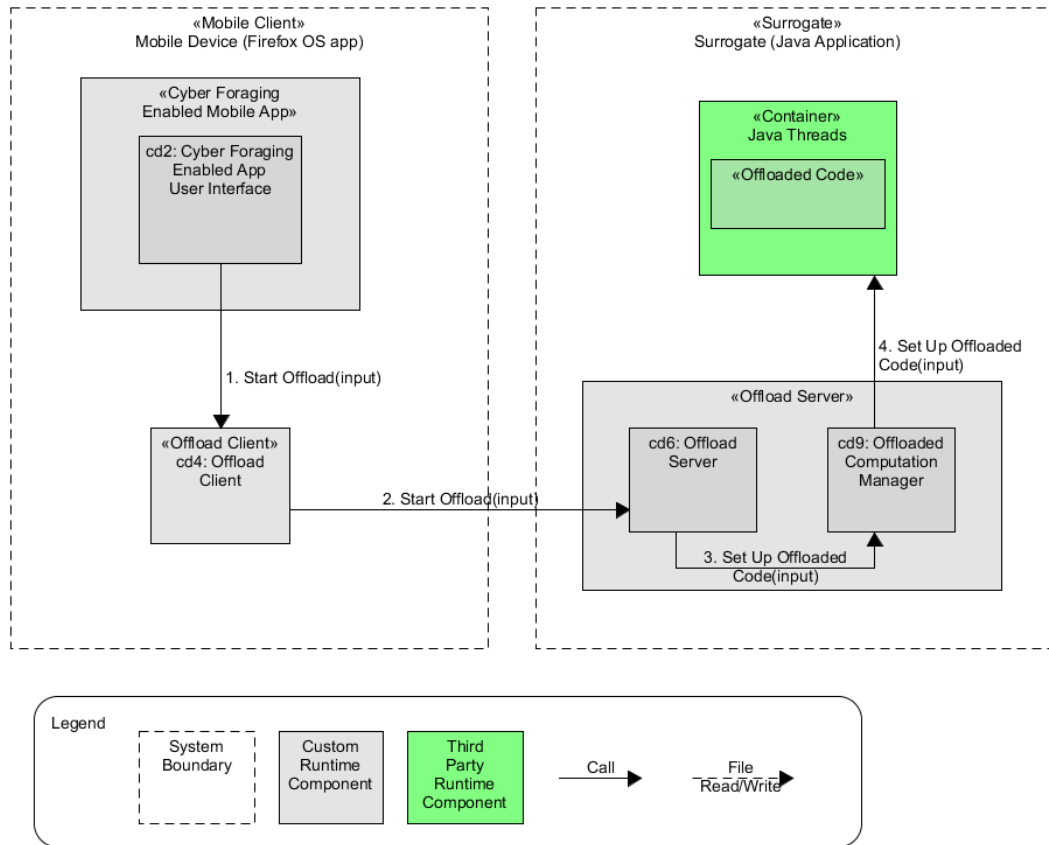 «Mobile Client»
Mobile Device (Firefox OS app)
«Cyber Foraging
Enabled Mobile App»
cd2: Cyber Foraging
Enabled App
User Interface
1. Start Offload(input)
«Offload Client»
cd4: Offload
Client
2. Start Offload(input)
«Surrogate»
Surrogate (Java Application)
«Container»
Java Threads
«Offloaded Code»
4. Set Up Offloaded
Code(input)
«Offload Server»
cd6: Offload
Server
cd9: Offloaded
Computation
Manager
3. Set Up Offloaded
Code(input)
Legend
System
Boundary
Custom
Runtime
Component
Third
Party
Runtime
Component
Call
File
Read/Write